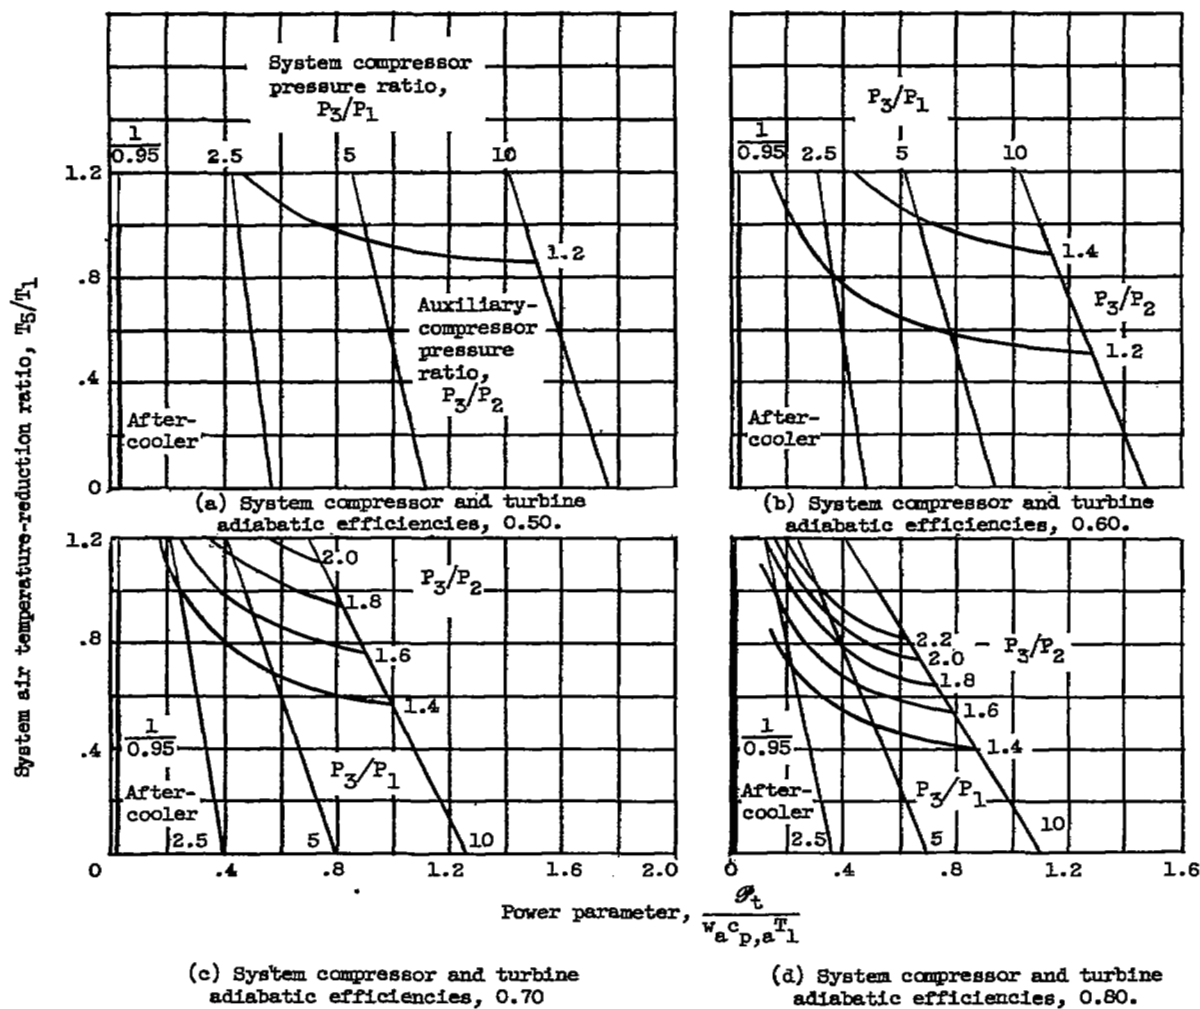 System compressor
pressure ratio,
P3/P1
1
0.95
2.5
5
10
1.2
.8
.4
0
1.2
Auxiliary-
compressor
pressure
ratio,
P3/P2
After-
cooler
(a) System compressor and turbine
adiabatic efficiencies, 0.50.
P3/P1
1
0.95
2.5
5
10
1.4
P3/P2
1.2
After-
cooler
(b) System compressor and turbine
adiabatic efficiencies, 0.60.
System air temperature-reduction ratio, T5/T1
1.2
.8
.4
0
2.0
P3/P2
1.8
1.6
1.4
1
0.95
P3/P1
After-
cooler
2.5
5
10
.4
.8
1.2
1.6
2.0
2.2 - P3/P2
2.0
1.8
1.6
1.4
1
0.95
P3/P1
After-
cooler
2.5
5
10
0
.4
.8
1.2
1.6
Power parameter, 𝒫t
wacp,aT1
(c) System compressor and turbine
adiabatic efficiencies, 0.70
(d) System compressor and turbine
adiabatic efficiencies, 0.80.